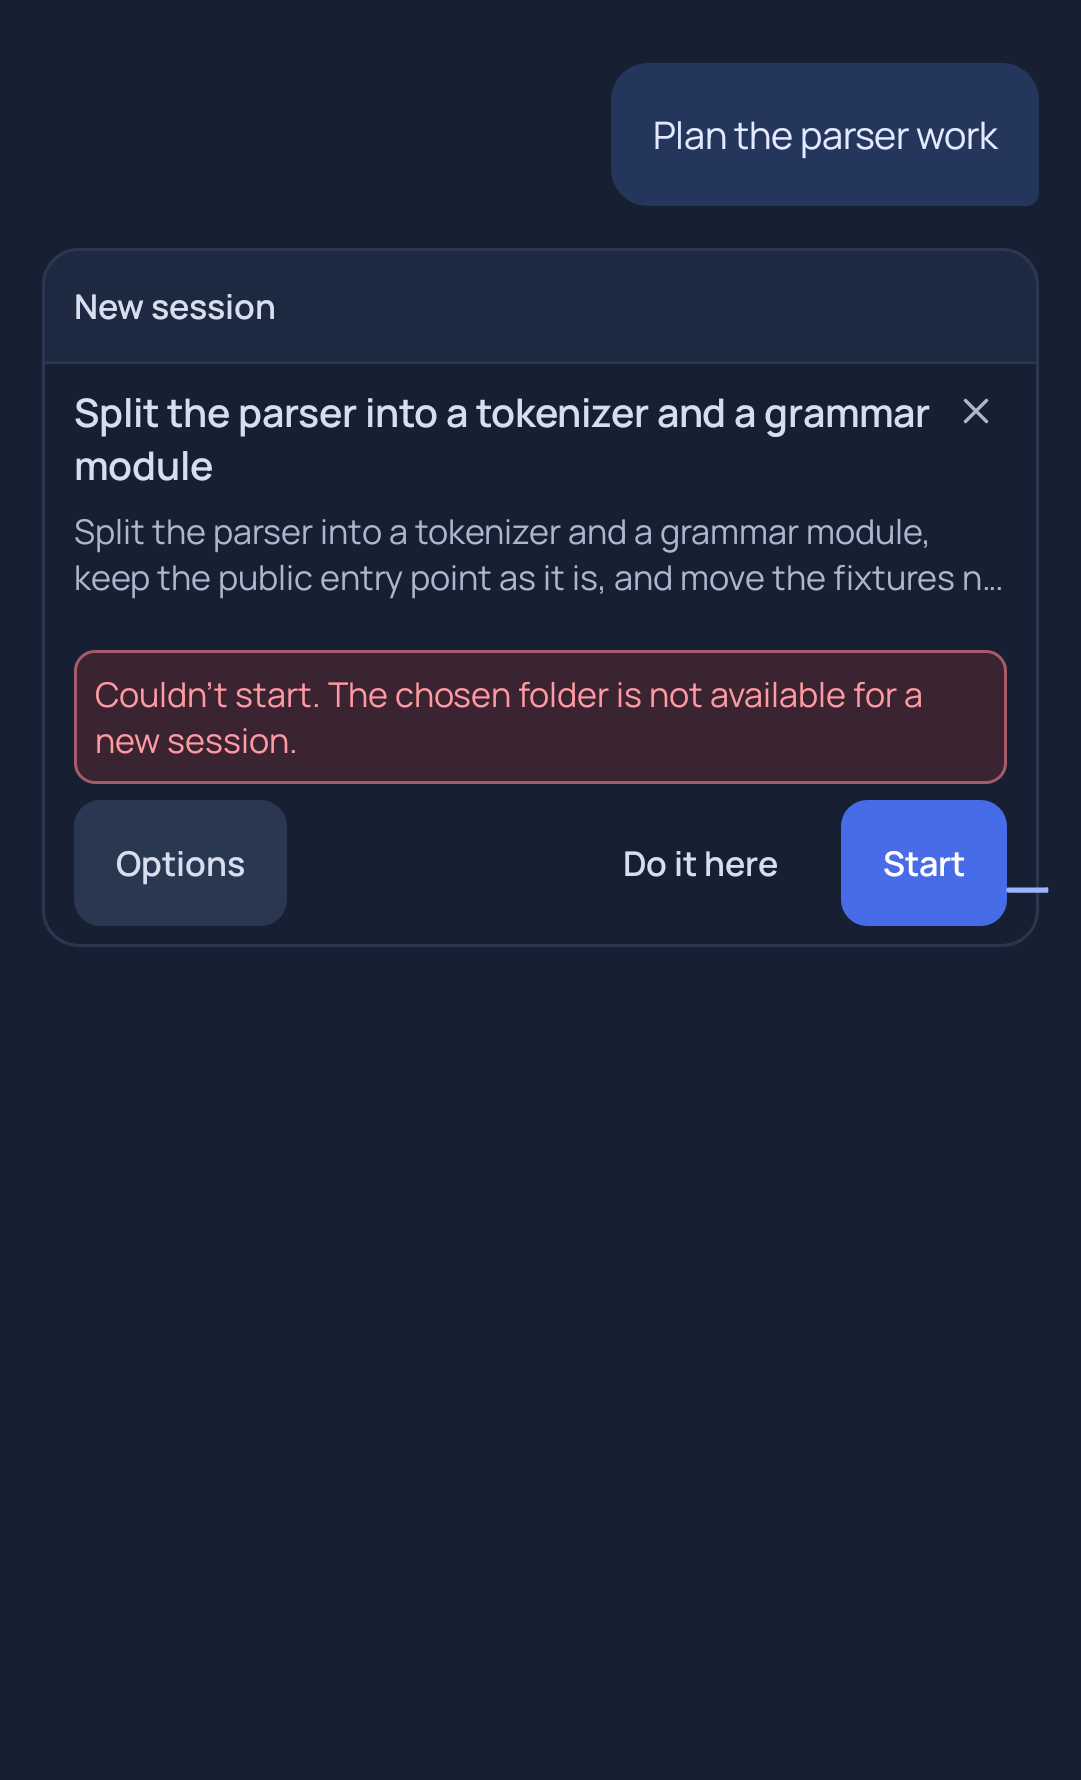 Plan the parser work
New session
Split the parser into a tokenizer and a grammar
module
Split the parser into a tokenizer and a grammar module,
keep the public entry point as it is, and move the fixtures n…
Couldn’t start. The chosen folder is not available for a
new session.
Options
Do it here
Start